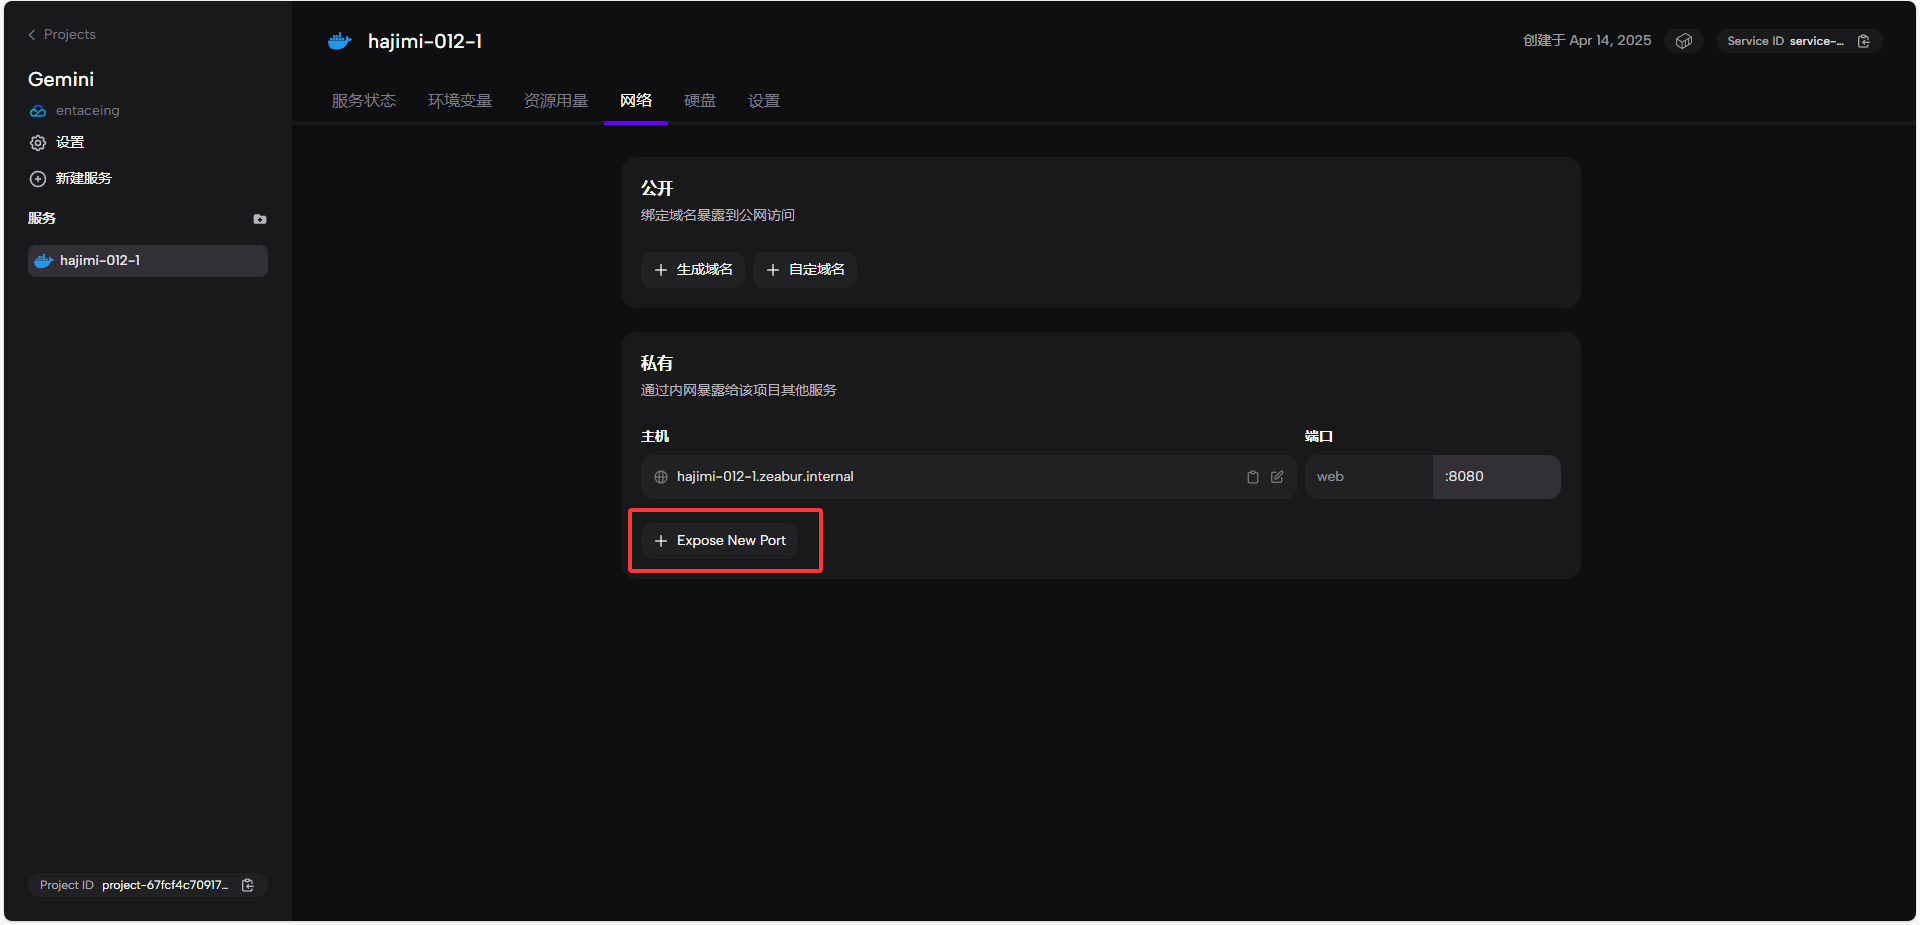 Projects
Gemini
entaceing
设置
新建服务
服务
hajimi-012-1
Project ID project-67fcf4c70917...
hajimi-012-1
创建于 Apr 14, 2025
Service ID service-...
服务状态 环境变量 资源用量 网络 硬盘 设置
公开
绑定域名暴露到公网访问
生成域名 自定域名
私有
通过内网暴露给该项目其他服务
主机 端口
hajimi-012-1.zeabur.internal web :8080
Expose New Port